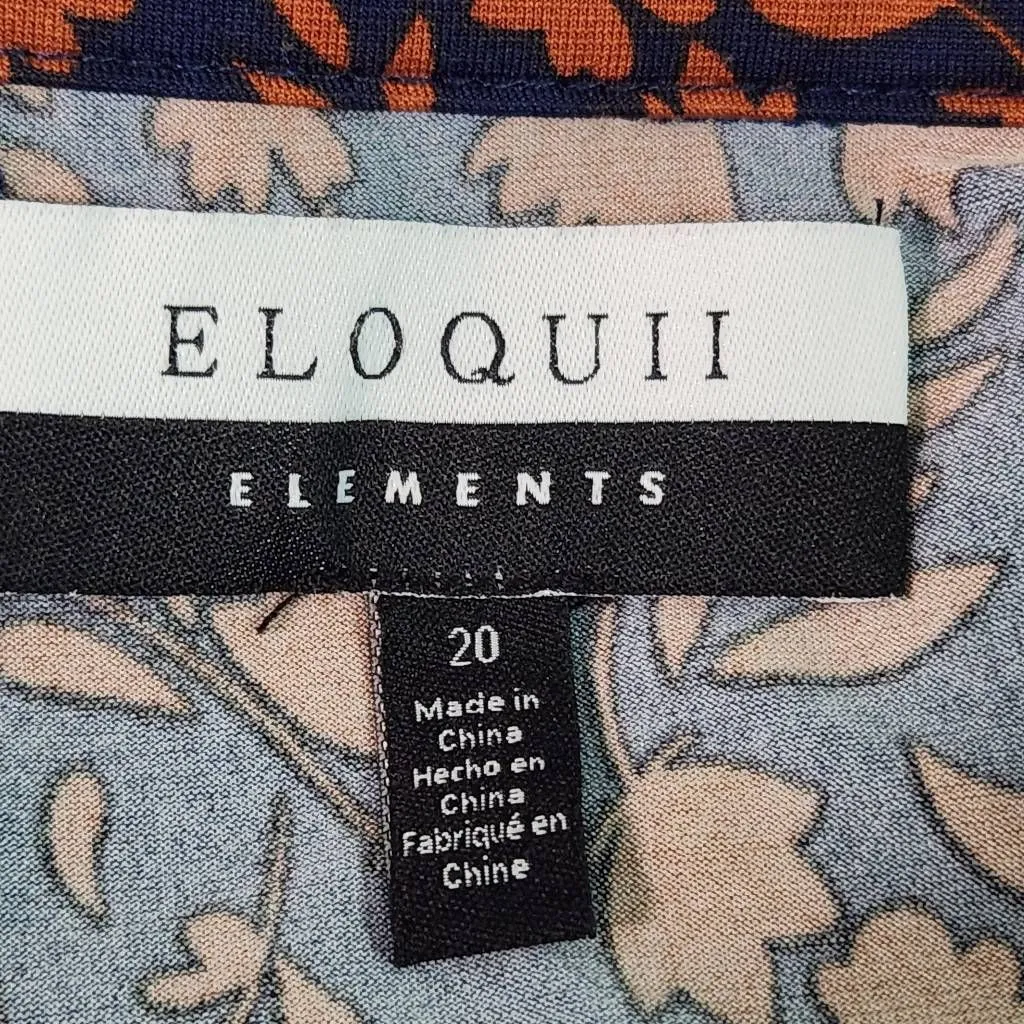 ELOQUII
ELEMENTS
20
Made in
China
Hecho en
China
Fabriqué en
Chine